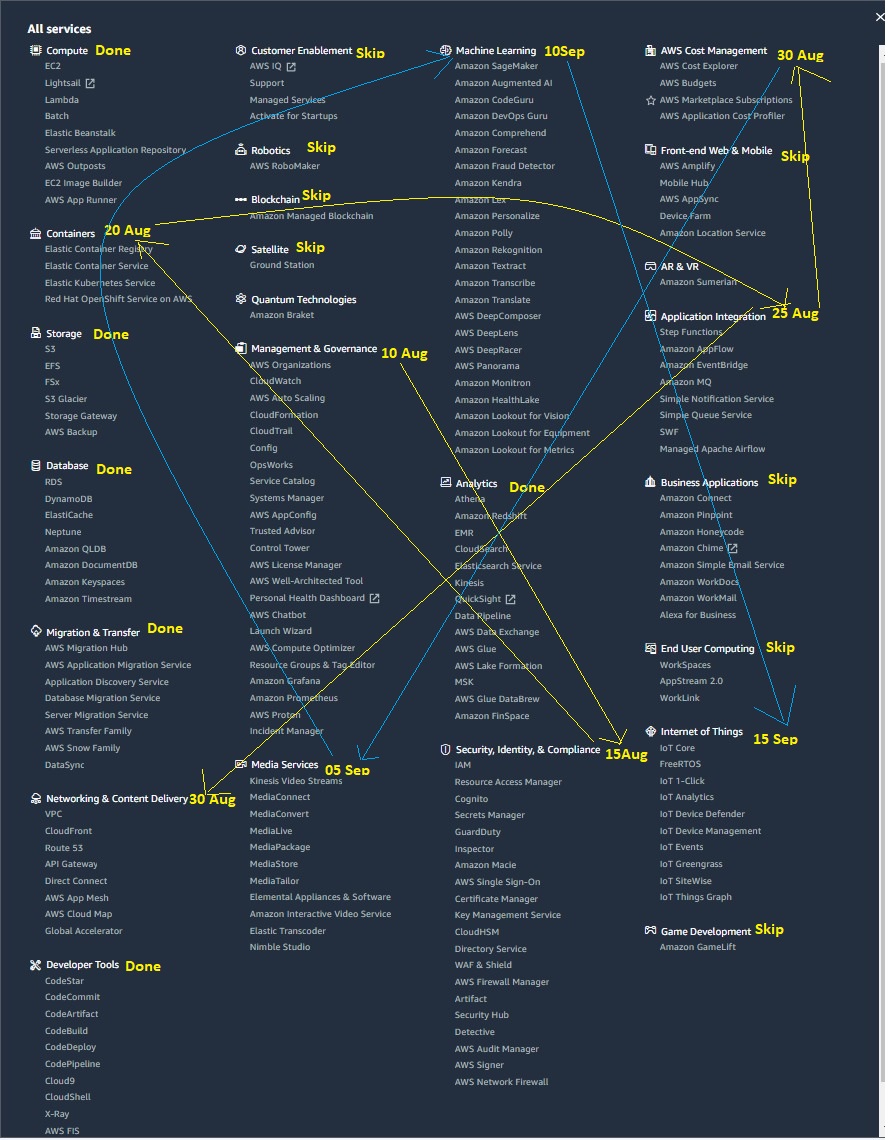 All services
Compute Done
EC2
Lightsail
Lambda
Batch
Elastic Beanstalk
Serverless Application Repository
AWS Outposts
EC2 Image Builder
AWS App Runner
Containers 20 Aug
Elastic Container Registry
Elastic Container Service
Elastic Kubernetes Service
Red Hat OpenShift Service on AWS
Storage Done
S3
EFS
FSx
S3 Glacier
Storage Gateway
AWS Backup
Database Done
RDS
DynamoDB
ElastiCache
Neptune
Amazon QLDB
Amazon DocumentDB
Amazon Keyspaces
Amazon Timestream
Migration & Transfer Done
AWS Migration Hub
AWS Application Migration Service
Application Discovery Service
Database Migration Service
Server Migration Service
AWS Transfer Family
AWS Snow Family
DataSync
Networking & Content Delivery 30 Aug
VPC
CloudFront
Route 53
API Gateway
Direct Connect
AWS App Mesh
AWS Cloud Map
Global Accelerator
Developer Tools Done
CodeStar
CodeCommit
CodeArtifact
CodeBuild
CodeDeploy
CodePipeline
Cloud9
CloudShell
X-Ray
AWS FIS
Customer Enablement Skip
AWS IQ
Support
Managed Services
Activate for Startups
Robotics Skip
AWS RoboMaker
Blockchain Skip
Amazon Managed Blockchain
Satellite Skip
Ground Station
Quantum Technologies
Amazon Braket
Management & Governance 10 Aug
AWS Organizations
CloudWatch
AWS Auto Scaling
CloudFormation
CloudTrail
Config
OpsWorks
Service Catalog
Systems Manager
AWS AppConfig
Trusted Advisor
Control Tower
AWS License Manager
AWS Well-Architected Tool
Personal Health Dashboard
AWS Chatbot
Launch Wizard
AWS Compute Optimizer
Resource Groups & Tag Editor
Amazon Grafana
Amazon Prometheus
AWS Proton
Incident Manager
Media Services 05 Sep
Kinesis Video Streams
MediaConnect
MediaConvert
MediaLive
MediaPackage
MediaStore
MediaTailor
Elemental Appliances & Software
Amazon Interactive Video Service
Elastic Transcoder
Nimble Studio
Machine Learning 10Sep
Amazon SageMaker
Amazon Augmented AI
Amazon CodeGuru
Amazon DevOps Guru
Amazon Comprehend
Amazon Forecast
Amazon Fraud Detector
Amazon Kendra
Amazon Lex
Amazon Personalize
Amazon Polly
Amazon Rekognition
Amazon Textract
Amazon Transcribe
Amazon Translate
AWS DeepComposer
AWS DeepLens
AWS DeepRacer
AWS Panorama
Amazon Monitron
Amazon HealthLake
Amazon Lookout for Vision
Amazon Lookout for Equipment
Amazon Lookout for Metrics
Analytics Done
Athena
Amazon Redshift
EMR
CloudSearch
Elasticsearch Service
Kinesis
QuickSight
Data Pipeline
AWS Data Exchange
AWS Glue
AWS Lake Formation
MSK
AWS Glue DataBrew
Amazon FinSpace
Security, Identity, & Compliance 15Aug
IAM
Resource Access Manager
Cognito
Secrets Manager
GuardDuty
Inspector
Amazon Macie
AWS Single Sign-On
Certificate Manager
Key Management Service
CloudHSM
Directory Service
WAF & Shield
AWS Firewall Manager
Artifact
Security Hub
Detective
AWS Audit Manager
AWS Signer
AWS Network Firewall
AWS Cost Management 30 Aug
AWS Cost Explorer
AWS Budgets
AWS Marketplace Subscriptions
AWS Application Cost Profiler
Front-end Web & Mobile Skip
AWS Amplify
Mobile Hub
AWS AppSync
Device Farm
Amazon Location Service
AR & VR
Amazon Sumerian
Application Integration 25 Aug
Step Functions
Amazon AppFlow
Amazon EventBridge
Amazon MQ
Simple Notification Service
Simple Queue Service
SWF
Managed Apache Airflow
Business Applications Skip
Amazon Connect
Amazon Pinpoint
Amazon Honeycode
Amazon Chime
Amazon Simple Email Service
Amazon WorkDocs
Amazon WorkMail
Alexa for Business
End User Computing Skip
WorkSpaces
AppStream 2.0
WorkLink
Internet of Things 15 Sep
IoT Core
FreeRTOS
IoT 1-Click
IoT Analytics
IoT Device Defender
IoT Device Management
IoT Events
IoT Greengrass
IoT SiteWise
IoT Things Graph
Game Development Skip
Amazon GameLift